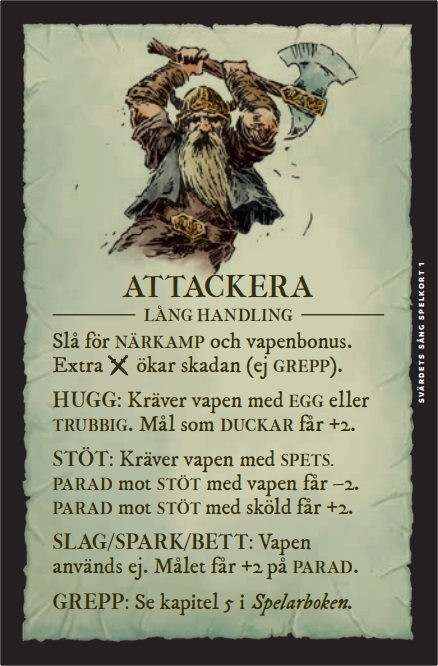 ATTACKERA
LÅNG HANDLING
Slå för NÄRKAMP och vapenbonus.
Extra ⚔ ökar skadan (ej GREPP).
HUGG: Kräver vapen med EGG eller
TRUBBIG. Mål som DUCKAR får +2.
STÖT: Kräver vapen med SPETS.
PARAD mot STÖT med vapen får –2.
PARAD mot STÖT med sköld får +2.
SLAG/SPARK/BETT: Vapen
används ej. Målet får +2 på PARAD.
GREPP: Se kapitel 5 i Spelarboken.
SVÄRDETS SÅNG SPELKORT 1